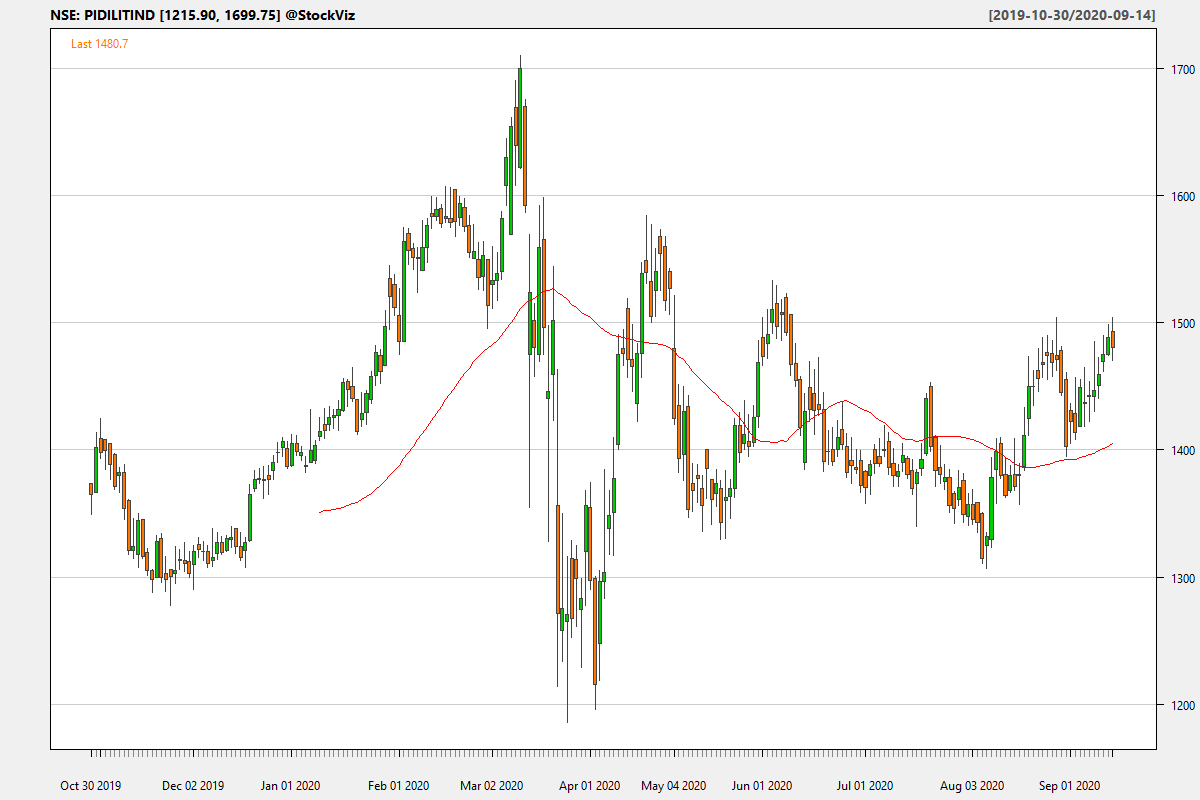 NSE: PIDILITIND [1215.90, 1699.75] @StockViz [2019-10-30/2020-09-14]
Last 1480.7
1700
1600
1500
1400
1300
1200
Oct 30 2019 Dec 02 2019 Jan 01 2020 Feb 01 2020 Mar 02 2020 Apr 01 2020 May 04 2020 Jun 01 2020 Jul 01 2020 Aug 03 2020 Sep 01 2020